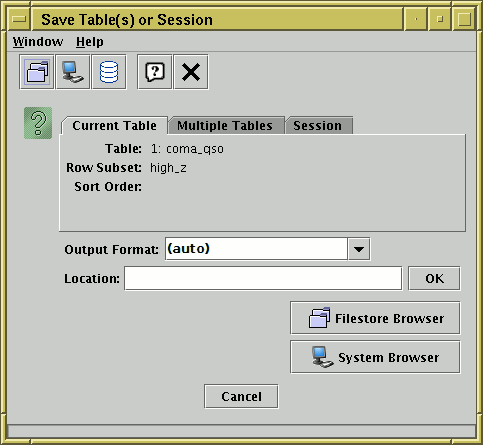 Save Table(s) or Session
Window Help
?
?
Current Table Multiple Tables Session
Table: 1: coma_qso
Row Subset: high_z
Sort Order:
Output Format: (auto)
Location: OK
Filestore Browser
System Browser
Cancel